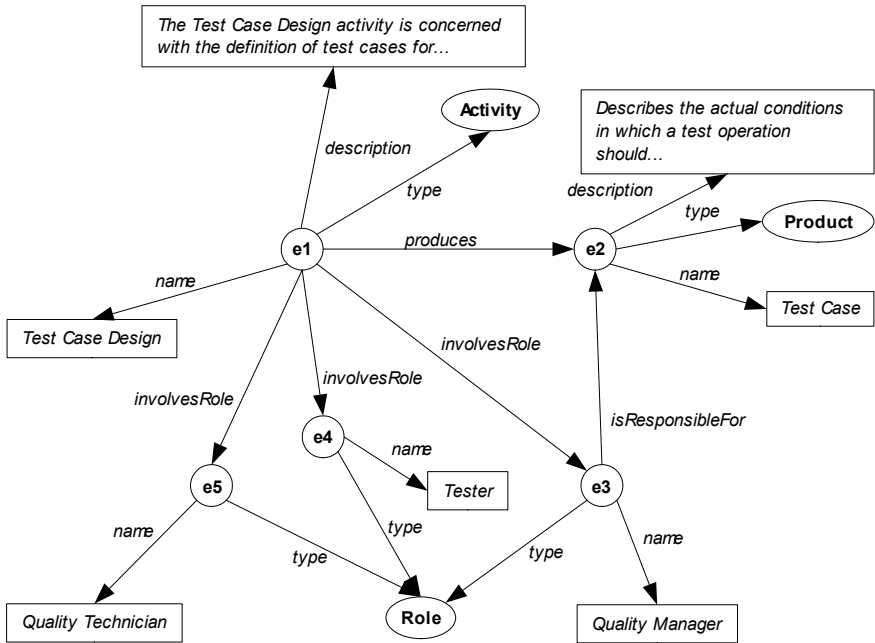 The Test Case Design activity is concerned
with the definition of test cases for…
Activity
Describes the actual conditions
in which a test operation
should…
description
type
description
type
Product
e1
produces
e2
name
name
Test Case Design
Test Case
involvesRole
involvesRole
involvesRole
isResponsibleFor
e4
name
e5
Tester
e3
name
type
type
type
name
Quality Technician
Role
Quality Manager